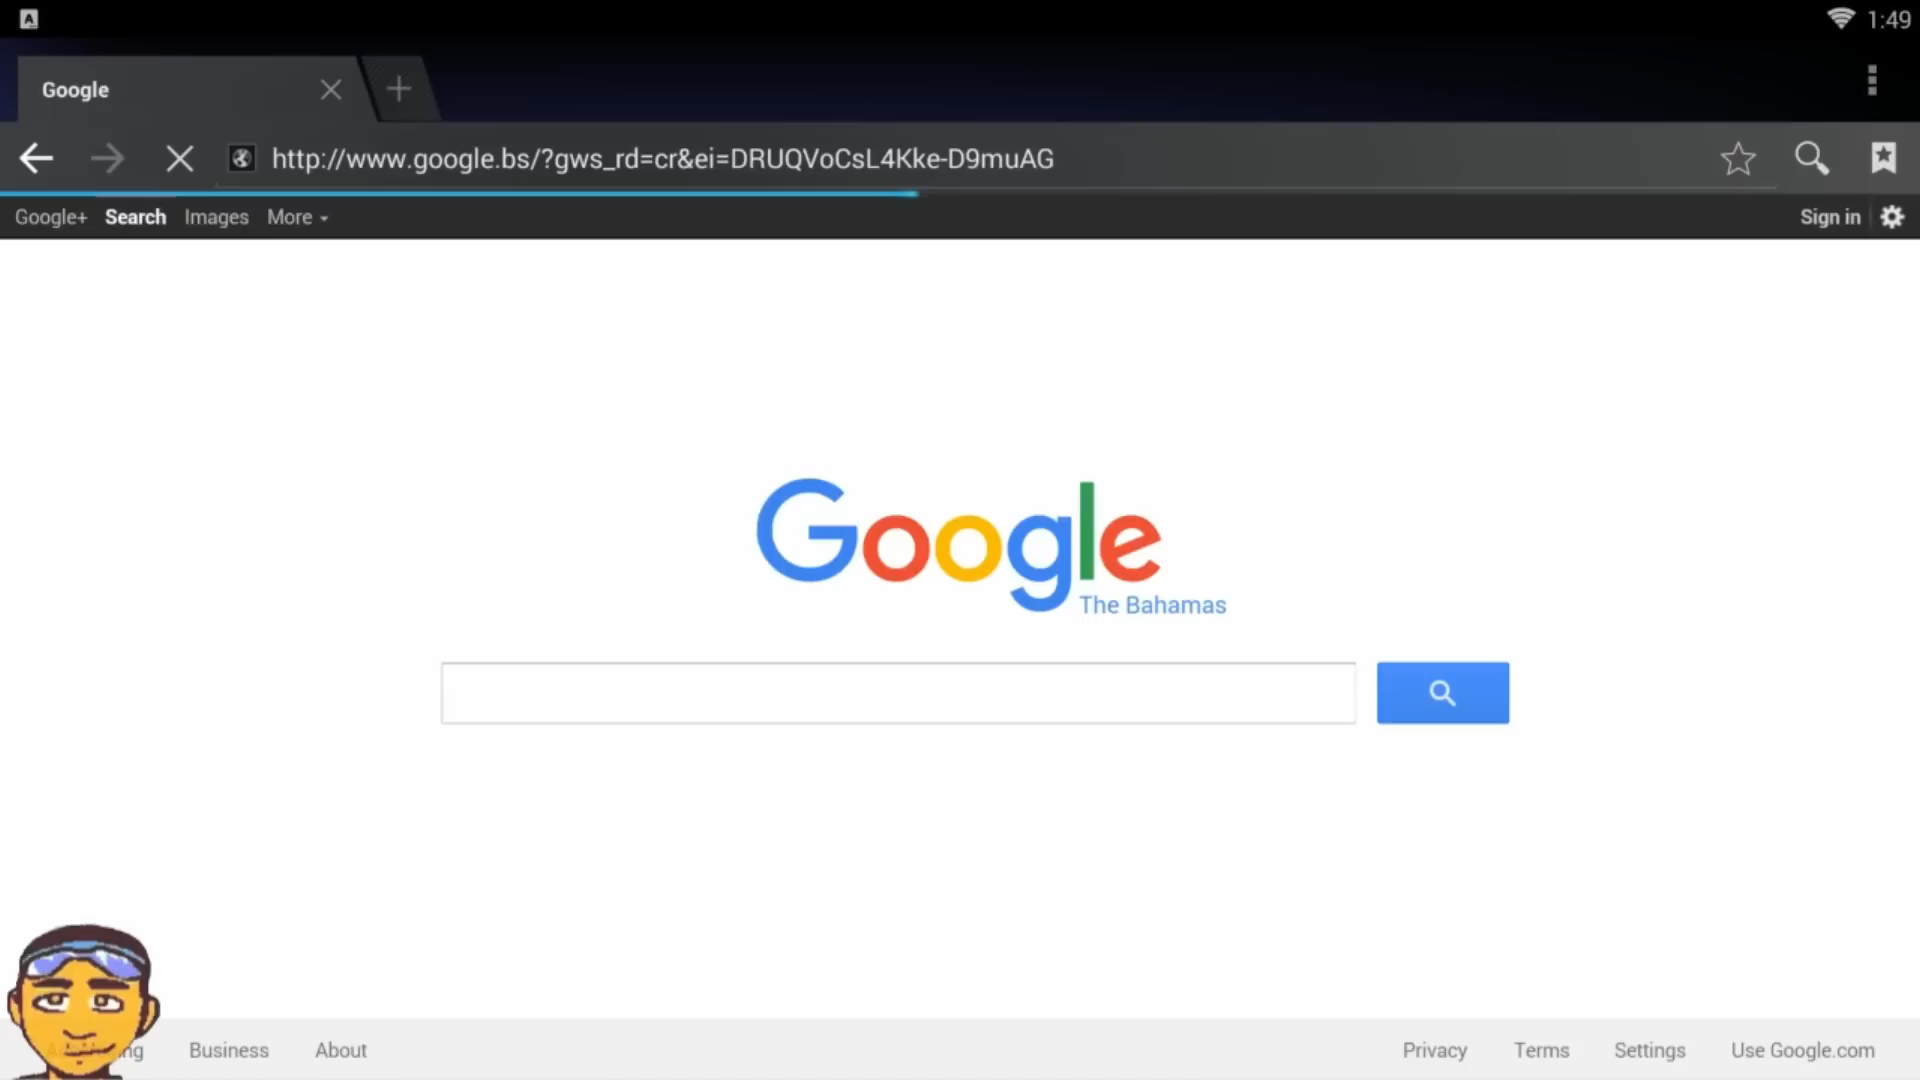 A
1:49
Google
http://www.google.bs/?gws_rd=cr&ei=DRUQVoCsL4Kke-D9muAG
Google+ Search Images More Sign in
Google
The Bahamas
Business About Privacy Terms Settings Use Google.com